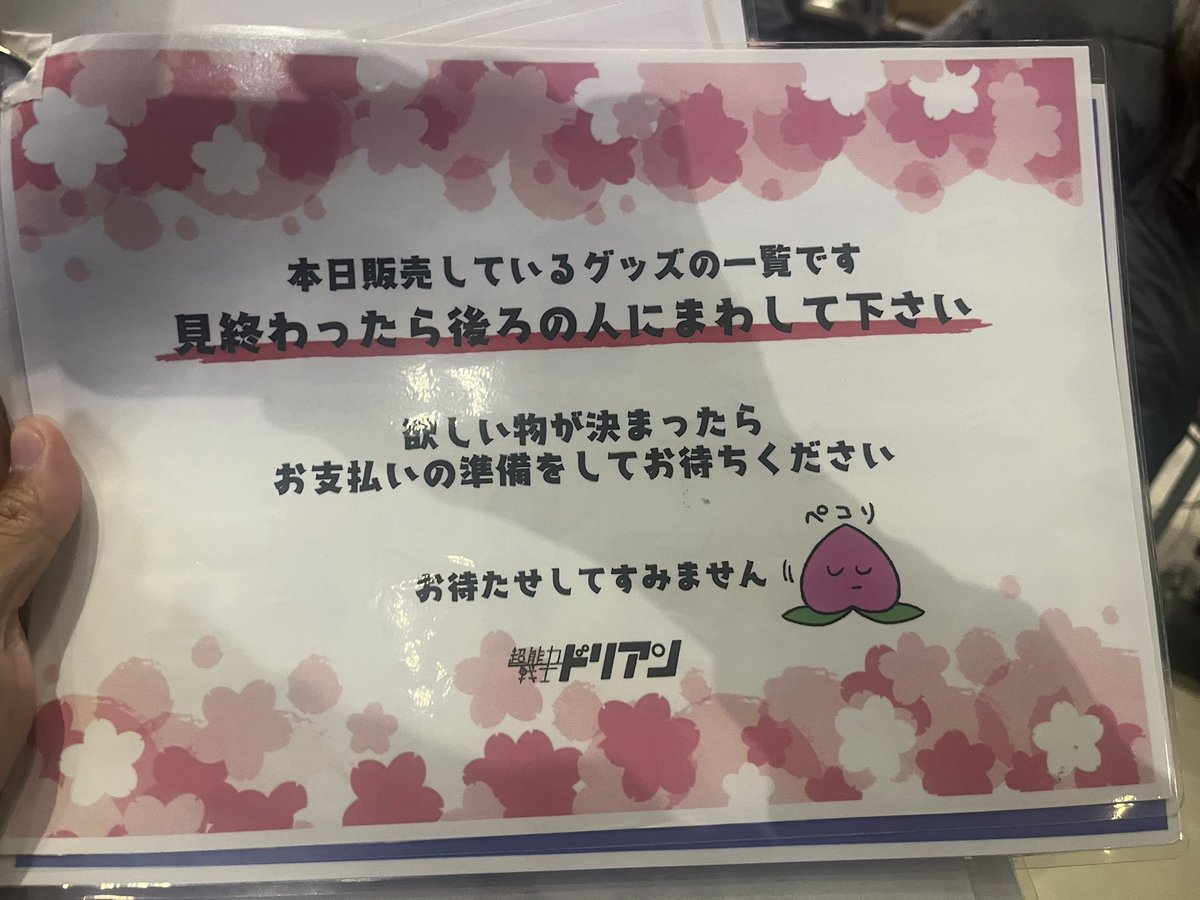 本日販売しているグッズの一覧です
見終わったら後ろの人にまわして下さい
欲しい物が決まったら
お支払いの準備をしてお待ちください
ペコリ
お待たせしてすみません
超能力戦士ドリアン